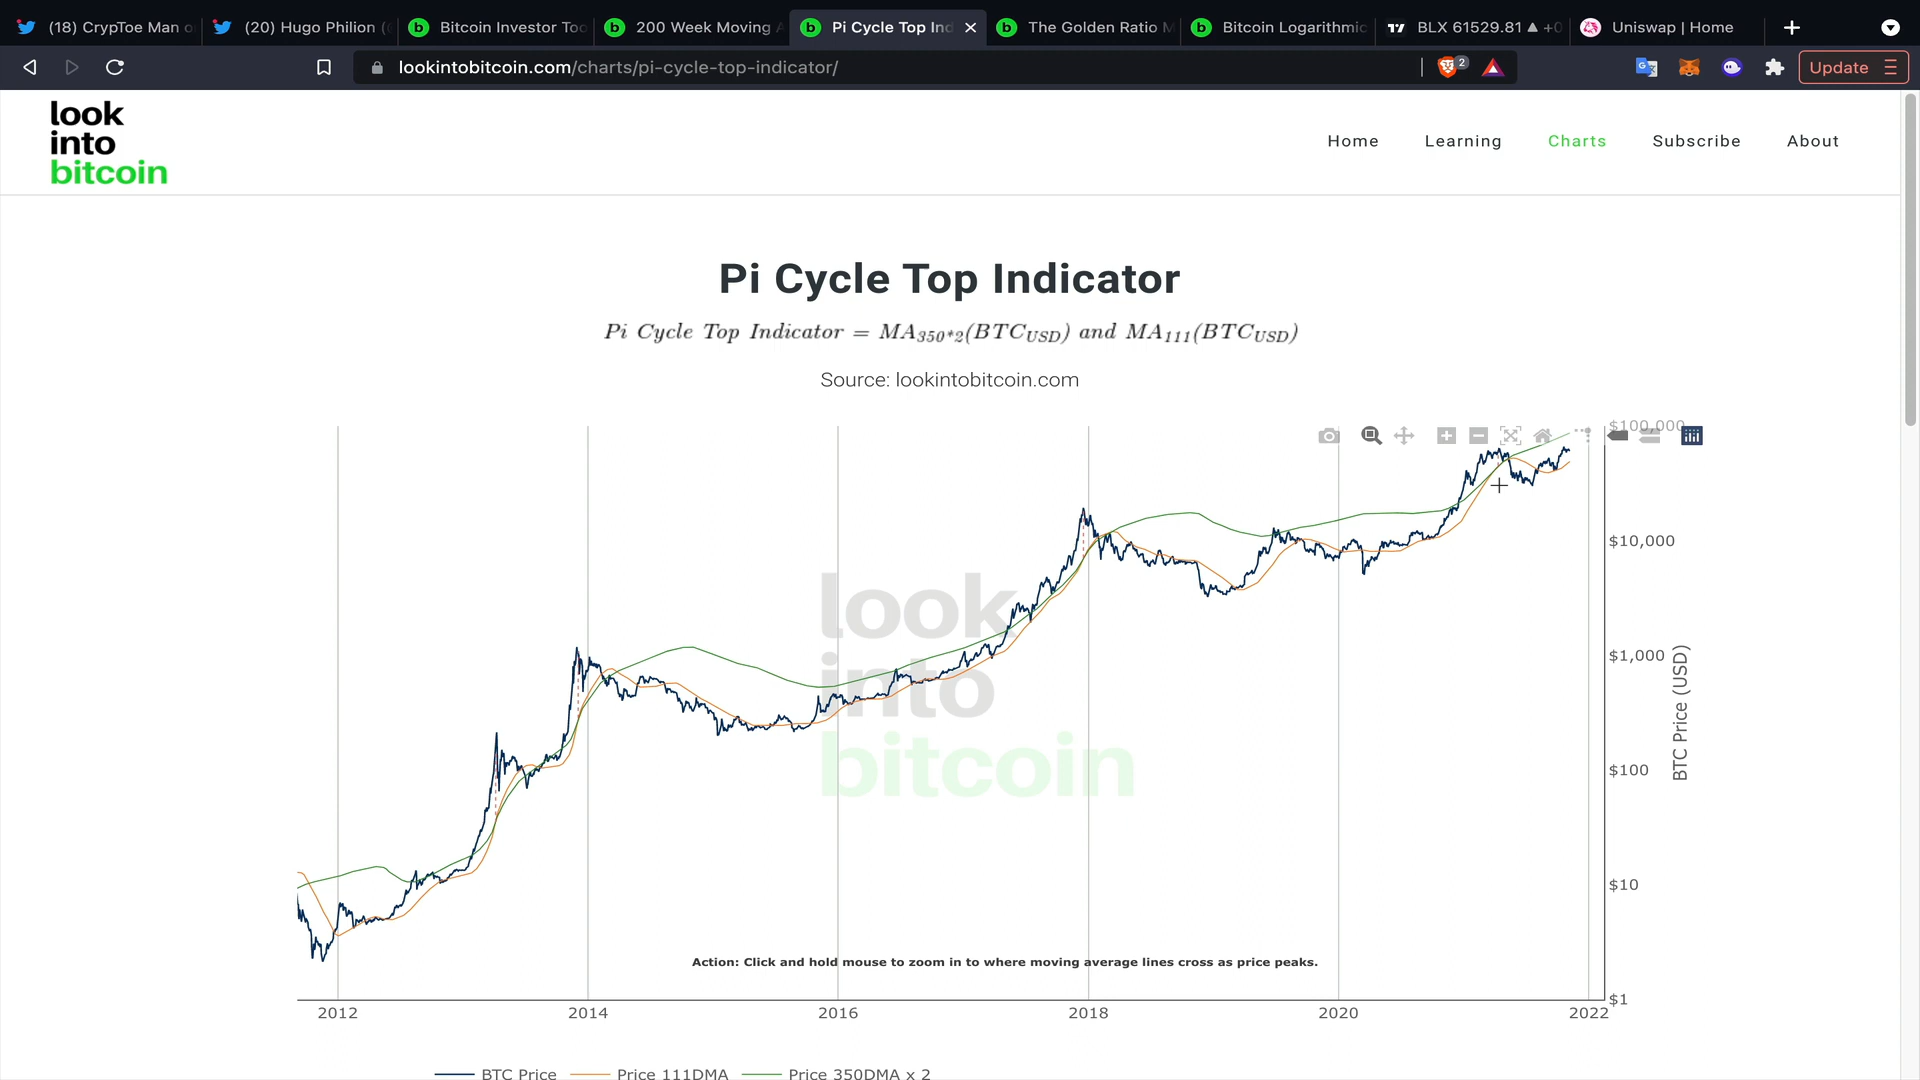 (18) CrypToe Man o
(20) Hugo Philion (
Bitcoin Investor Too
200 Week Moving A
Pi Cycle Top Ind
The Golden Ratio M
Bitcoin Logarithmic
BLX 61529.81 ▲ +0
Uniswap | Home
lookintobitcoin.com/charts/pi-cycle-top-indicator/
2
Update
look
into
bitcoin
Home
Learning
Charts
Subscribe
About
Pi Cycle Top Indicator
Pi Cycle Top Indicator = MA350*2(BTCUSD) and MA111(BTCUSD)
Source: lookintobitcoin.com
$100,000
$10,000
$1,000
$100
$10
$1
BTC Price (USD)
look
into
bitcoin
Action: Click and hold mouse to zoom in to where moving average lines cross as price peaks.
2012
2014
2016
2018
2020
2022
BTC Price
Price 111DMA
Price 350DMA x 2